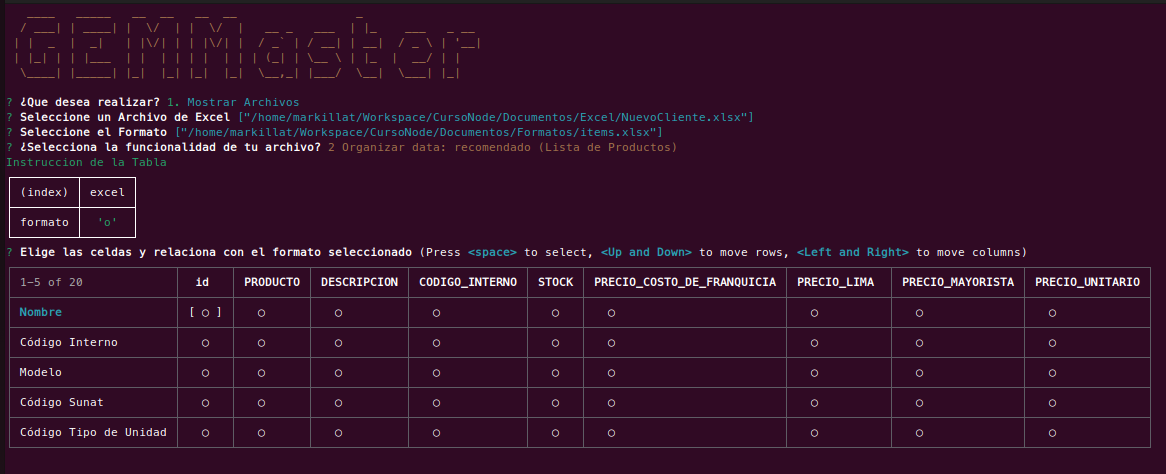 GEMMaster
? ¿Que desea realizar? 1. Mostrar Archivos
? Seleccione un Archivo de Excel ["/home/markillat/Workspace/CursoNode/Documentos/Excel/NuevoCliente.xlsx"]
? Seleccione el Formato ["/home/markillat/Workspace/CursoNode/Documentos/Formatos/items.xlsx"]
? ¿Selecciona la funcionalidad de tu archivo? 2 Organizar data: recomendado (Lista de Productos)
Instruccion de la Tabla
(index) excel
formato 'o'
? Elige las celdas y relaciona con el formato seleccionado (Press <space> to select, <Up and Down> to move rows, <Left and Right> to move columns)
1-5 of 20 id PRODUCTO DESCRIPCION CODIGO_INTERNO STOCK PRECIO_COSTO_DE_FRANQUICIA PRECIO_LIMA PRECIO_MAYORISTA PRECIO_UNITARIO
Nombre [ ○ ] ○ ○ ○ ○ ○ ○ ○ ○
Código Interno ○ ○ ○ ○ ○ ○ ○ ○ ○
Modelo ○ ○ ○ ○ ○ ○ ○ ○ ○
Código Sunat ○ ○ ○ ○ ○ ○ ○ ○ ○
Código Tipo de Unidad ○ ○ ○ ○ ○ ○ ○ ○ ○